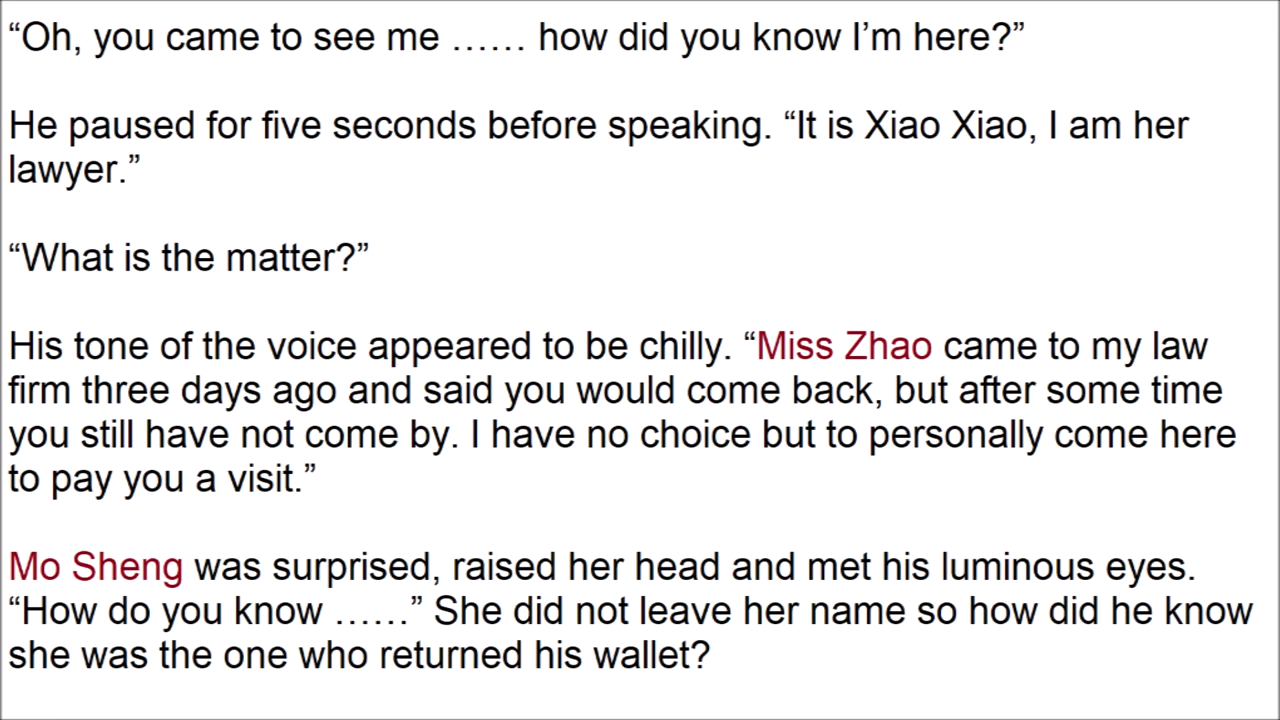 “Oh, you came to see me …… how did you know I’m here?”
He paused for five seconds before speaking. “It is Xiao Xiao, I am her
lawyer.”
“What is the matter?”
His tone of the voice appeared to be chilly. “Miss Zhao came to my law
firm three days ago and said you would come back, but after some time
you still have not come by. I have no choice but to personally come here
to pay you a visit.”
Mo Sheng was surprised, raised her head and met his luminous eyes.
“How do you know ……” She did not leave her name so how did he know
she was the one who returned his wallet?